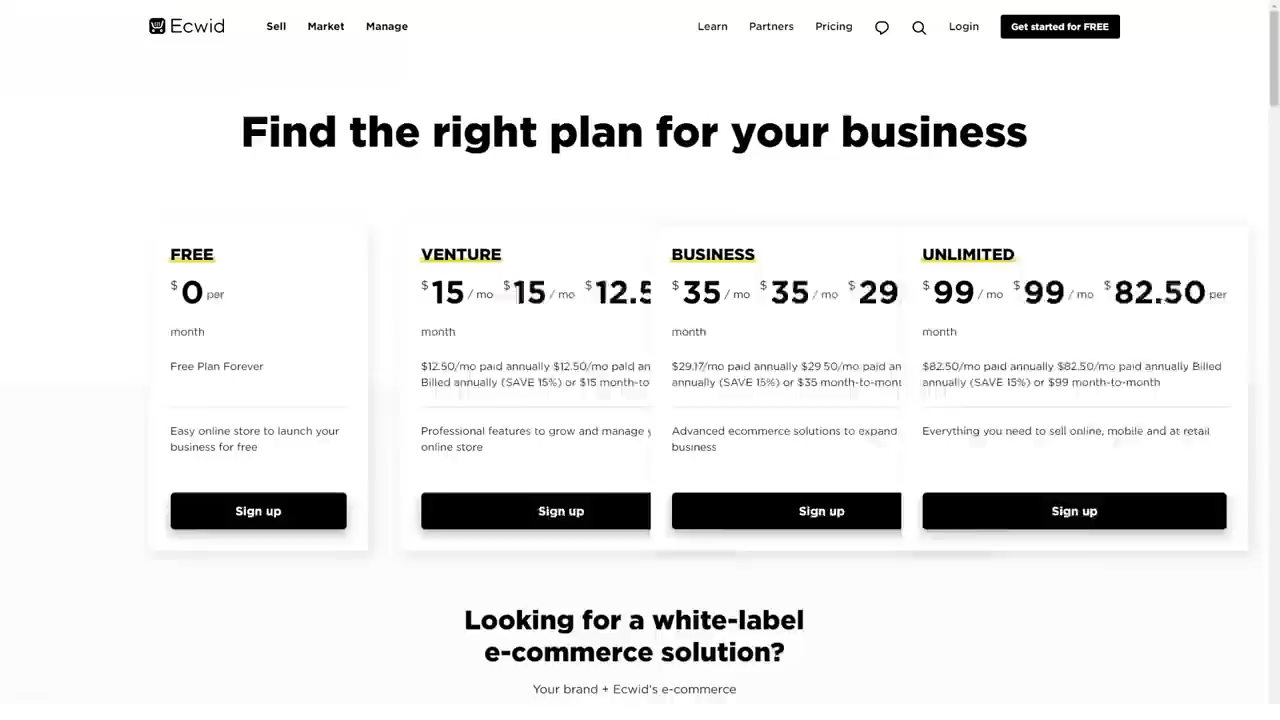 Ecwid Sell Market Manage Learn Partners Pricing Login Get started for FREE
Find the right plan for your business
FREE
$0 per
month
Free Plan Forever
Easy online store to launch your
business for free
Sign up
VENTURE
$15 / mo $15 / mo $12.5
month
$12.50/mo paid annually $12.50/mo paid an
Billed annually (SAVE 15%) or $15 month-to
Professional features to grow and manage y
online store
Sign up
BUSINESS
$35 / mo $35 / mo $29
month
$29.17/mo paid annually $29.50/mo paid an
annually (SAVE 15%) or $35 month-to-mont
Advanced ecommerce solutions to expand
business
Sign up
UNLIMITED
$99 / mo $99 / mo $82.50 per
month
$82.50/mo paid annually $82.50/mo paid annually Billed
annually (SAVE 15%) or $99 month-to-month
Everything you need to sell online, mobile and at retail
Sign up
Looking for a white-label
e-commerce solution?
Your brand + Ecwid's e-commerce